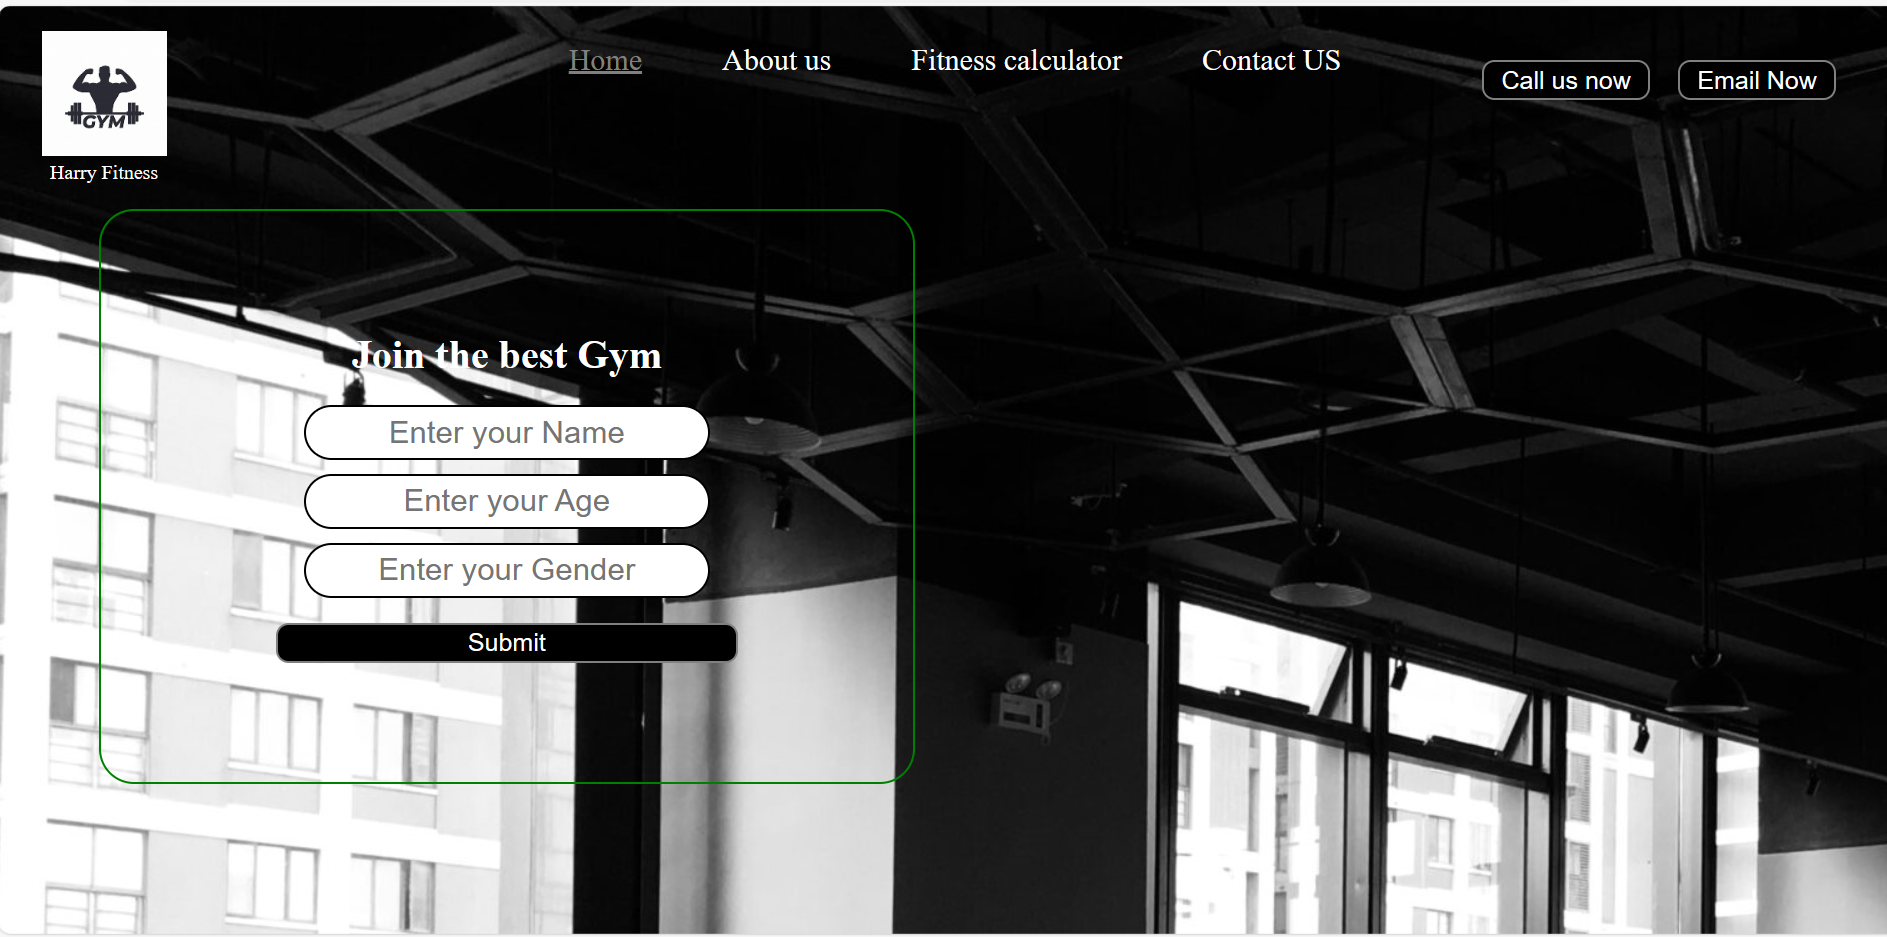 GYM
Harry Fitness
Home About us Fitness calculator Contact US
Call us now Email Now
Join the best Gym
Enter your Name
Enter your Age
Enter your Gender
Submit